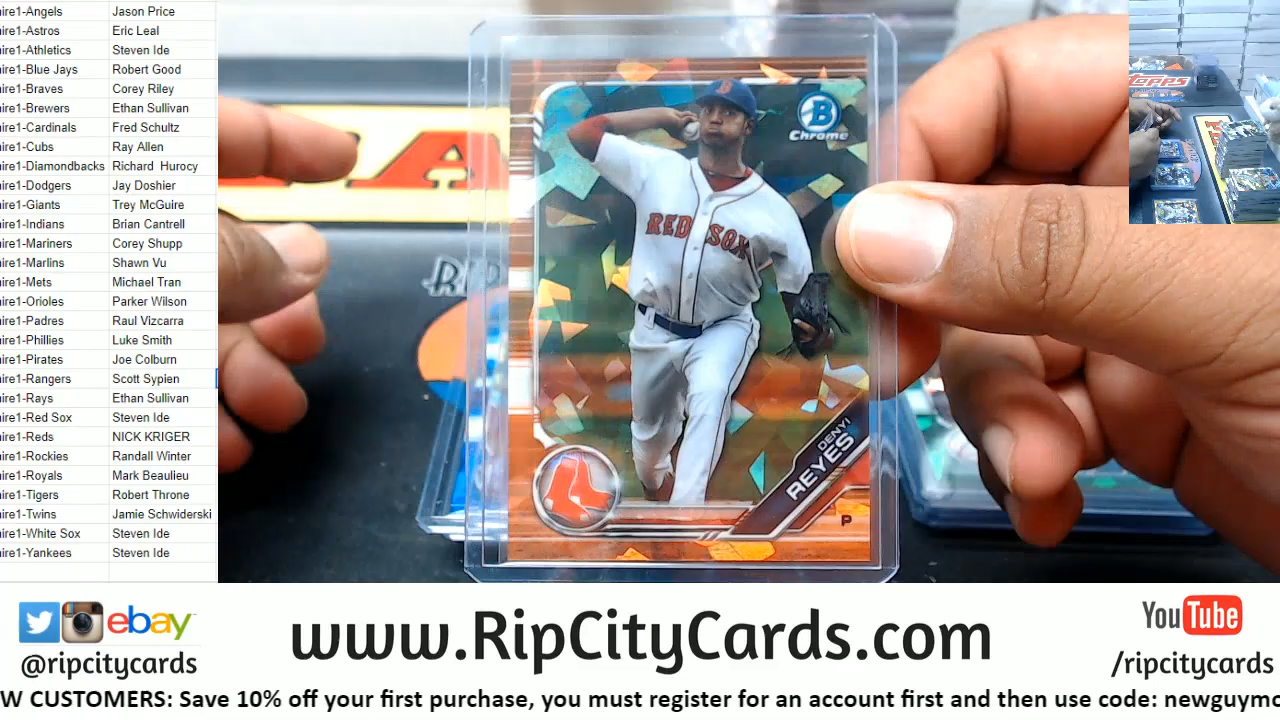 ire1-Angels Jason Price
ire1-Astros Eric Leal
ire1-Athletics Steven Ide
ire1-Blue Jays Robert Good
ire1-Braves Corey Riley
ire1-Brewers Ethan Sullivan
ire1-Cardinals Fred Schultz
ire1-Cubs Ray Allen
ire1-Diamondbacks Richard Hurocy
ire1-Dodgers Jay Doshier
ire1-Giants Trey McGuire
ire1-Indians Brian Cantrell
ire1-Mariners Corey Shupp
ire1-Marlins Shawn Vu
ire1-Mets Michael Tran
ire1-Orioles Parker Wilson
ire1-Padres Raul Vizcarra
ire1-Phillies Luke Smith
ire1-Pirates Joe Colburn
ire1-Rangers Scott Sypien
ire1-Rays Ethan Sullivan
ire1-Red Sox Steven Ide
ire1-Reds NICK KRIGER
ire1-Rockies Randall Winter
ire1-Royals Mark Beaulieu
ire1-Tigers Robert Throne
ire1-Twins Jamie Schwiderski
ire1-White Sox Steven Ide
ire1-Yankees Steven Ide
B
Chrome
RED SOX
DENYI
REYES
P
TOPPS
ebay
@ripcitycards
www.RipCityCards.com
YouTube
/ripcitycards
W CUSTOMERS: Save 10% off your first purchase, you must register for an account first and then use code: newguymo